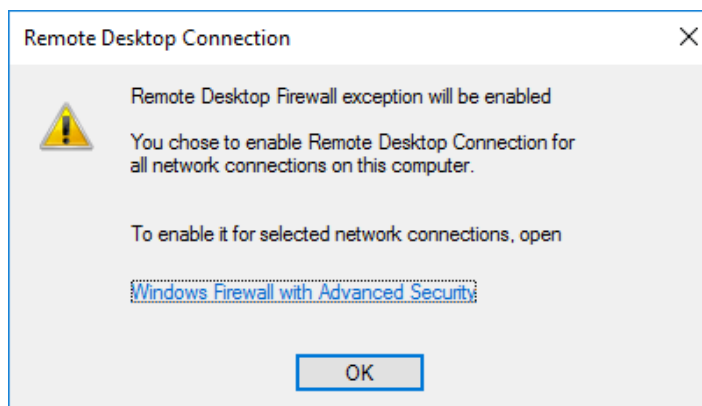 Remote Desktop Connection
Remote Desktop Firewall exception will be enabled
You chose to enable Remote Desktop Connection for
all network connections on this computer.
To enable it for selected network connections, open
Windows Firewall with Advanced Security
OK